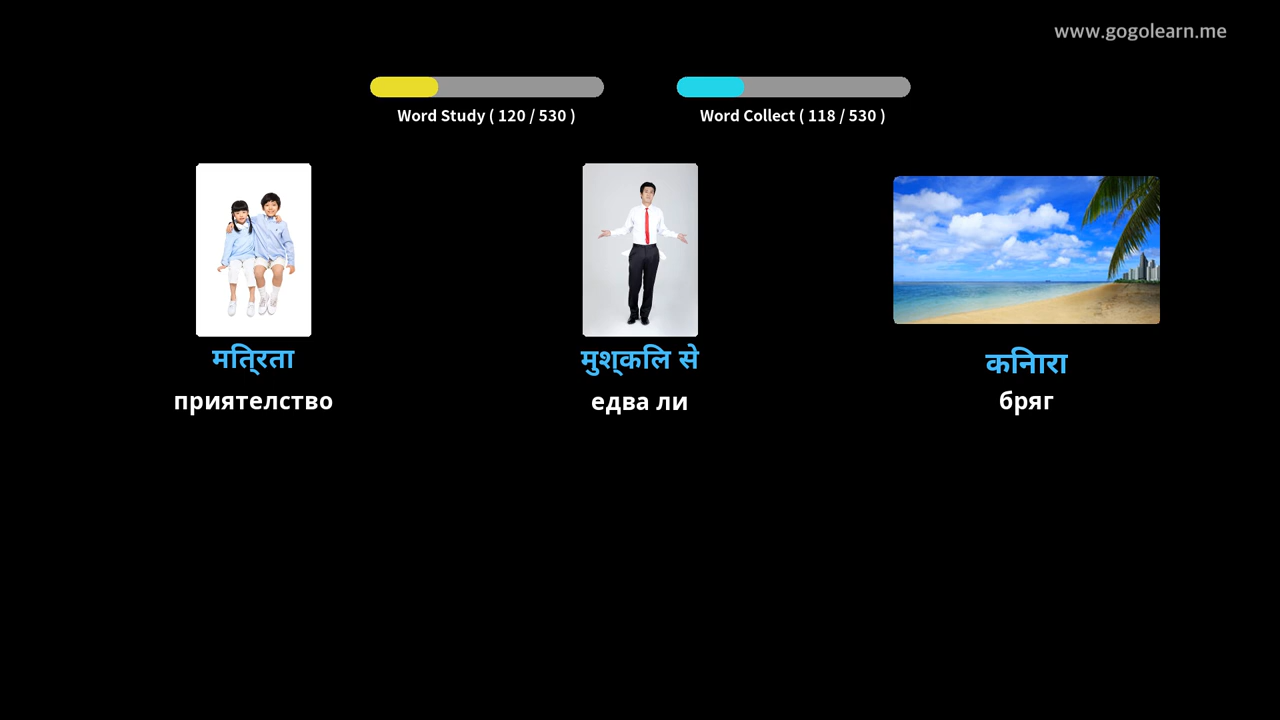 www.gogolearn.me
Word Study ( 120 / 530 )
Word Collect ( 118 / 530 )
मित्रता
मुश्किल से
किनारा
приятелство
едва ли
бряг